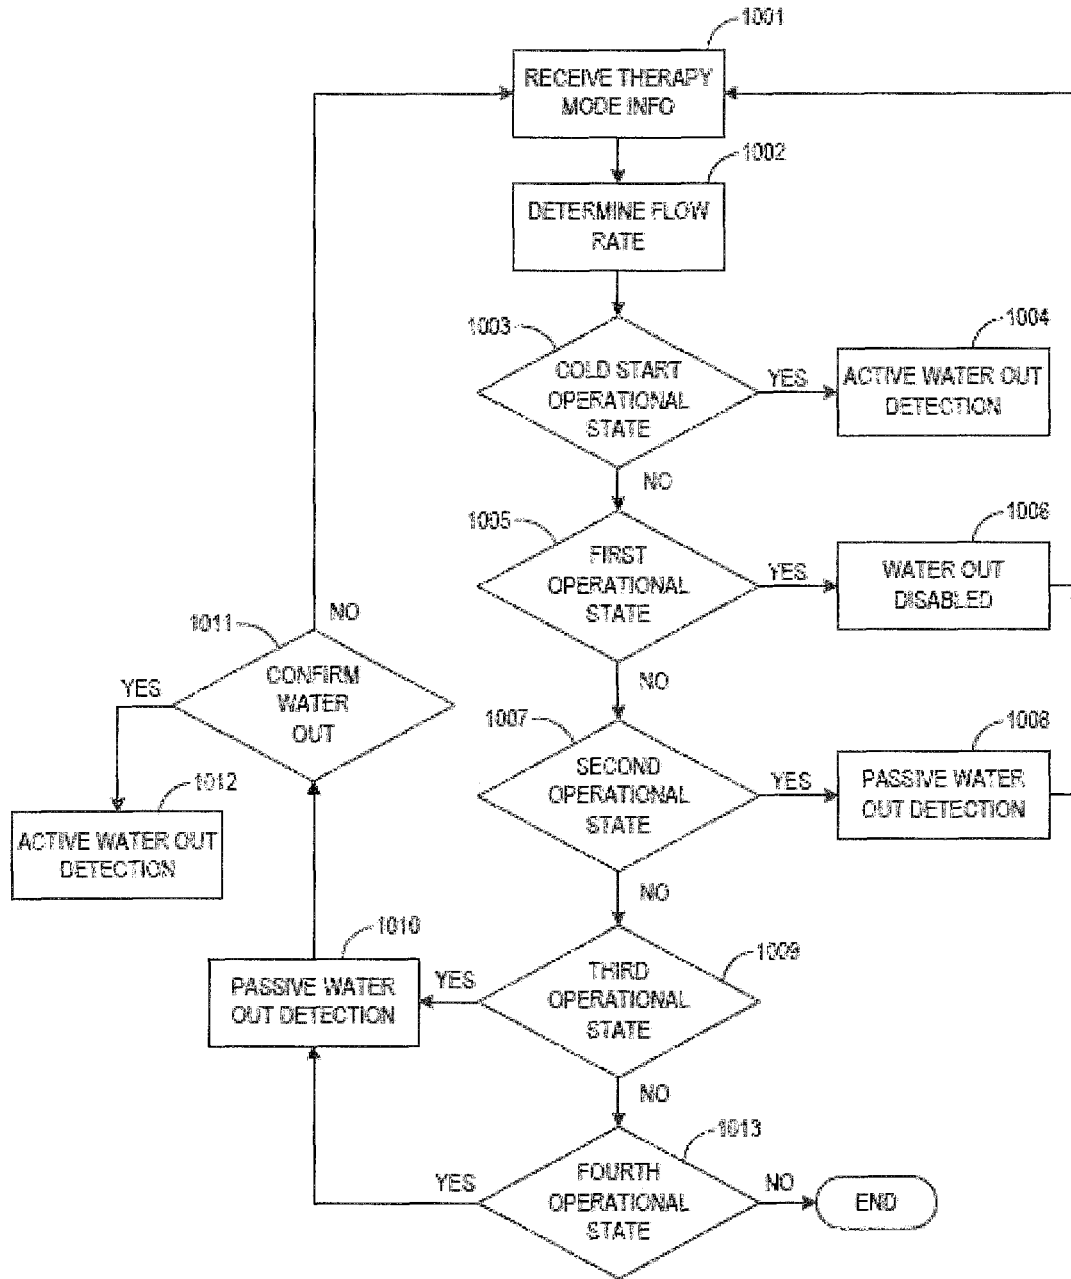 1001
RECEIVE THERAPY
MODE INFO
1002
DETERMINE FLOW
RATE
1003
COLD START
OPERATIONAL
STATE
YES
1004
ACTIVE WATER OUT
DETECTION
NO
1005
FIRST
OPERATIONAL
STATE
YES
1006
WATER OUT
DISABLED
NO
1011
NO
CONFIRM
WATER
OUT
YES
1012
ACTIVE WATER OUT
DETECTION
1007
SECOND
OPERATIONAL
STATE
YES
1008
PASSIVE WATER
OUT DETECTION
NO
1009
THIRD
OPERATIONAL
STATE
YES
1010
PASSIVE WATER
OUT DETECTION
NO
1013
FOURTH
OPERATIONAL
STATE
YES
NO
END